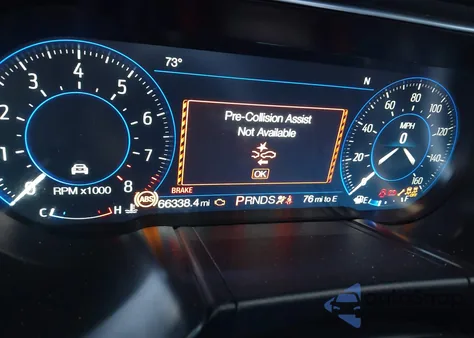 73°
N
Pre-Collision Assist
Not Available
OK
4
3 5
2 6
1 7
0 8
RPM x1000
80
60 100
40
MPH
20 0 140
160
BRAKE
C H
ABS
66338.4 mi
PRNDS
76 mi to E
E